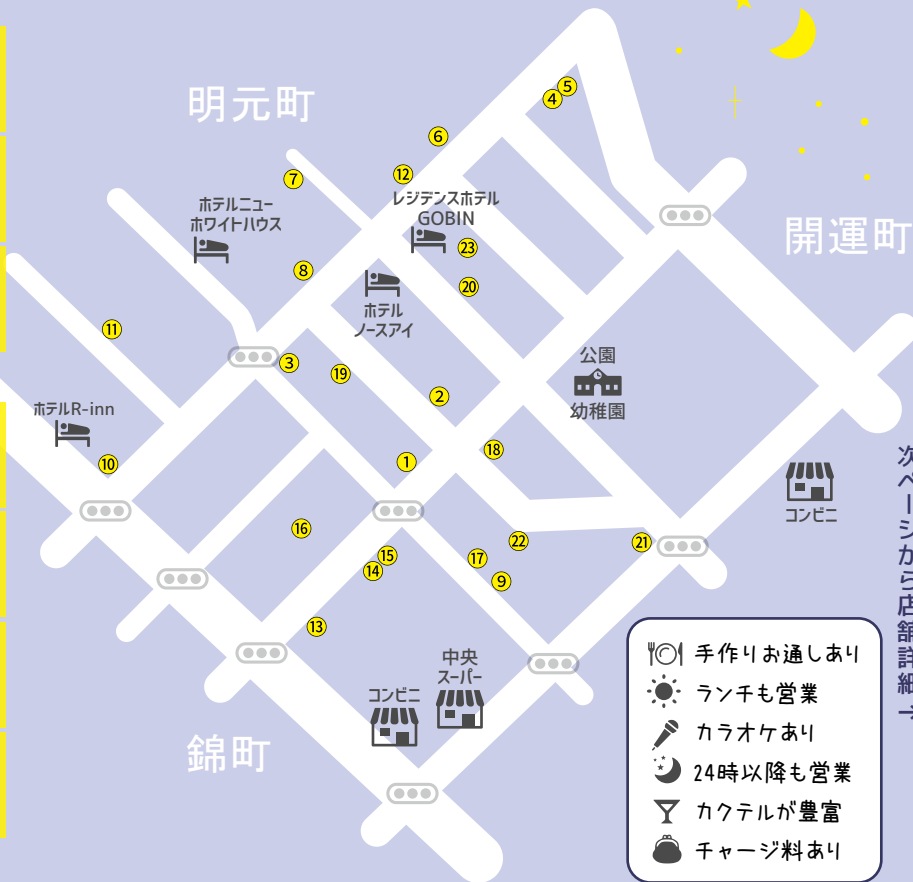 明元町
⑤
④
⑥
⑫
⑦
レジデンスホテル
GOBIN
ホテルニュー
ホワイトハウス
開運町
㉓
⑧
⑳
ホテル
ノースアイ
⑪
③
⑲
公園
幼稚園
②
ホテルR-inn
⑩
①
⑱
コンビニ
次ページから店舗詳細→
⑯
⑮
⑭
⑰
㉒
㉑
⑨
⑬
中央
スーパー
コンビニ
錦町
手作りお通しあり
ランチも営業
カラオケあり
24時以降も営業
カクテルが豊富
チャージ料あり